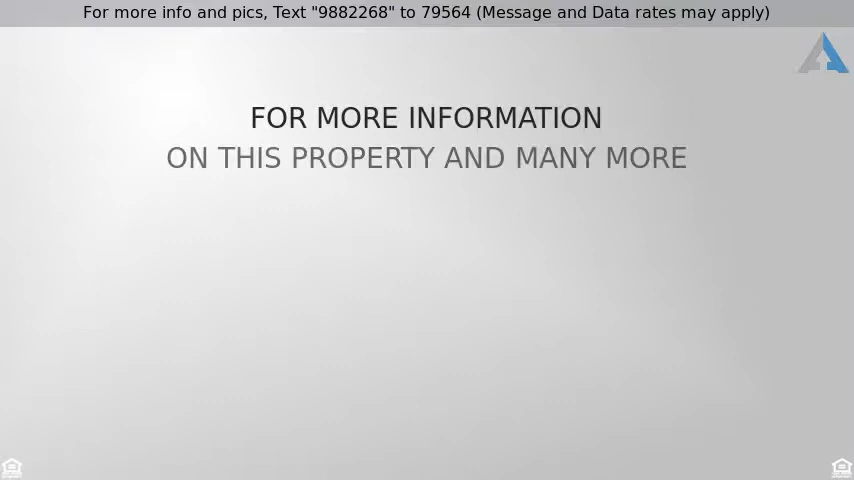 For more info and pics, Text "9882268" to 79564 (Message and Data rates may apply)
FOR MORE INFORMATION
ON THIS PROPERTY AND MANY MORE